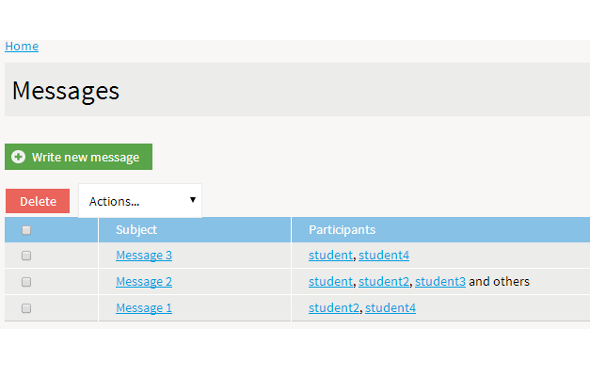 Home
Messages
Write new message
Delete Actions...
Subject Participants
Message 3 student, student4
Message 2 student, student2, student3 and others
Message 1 student2, student4